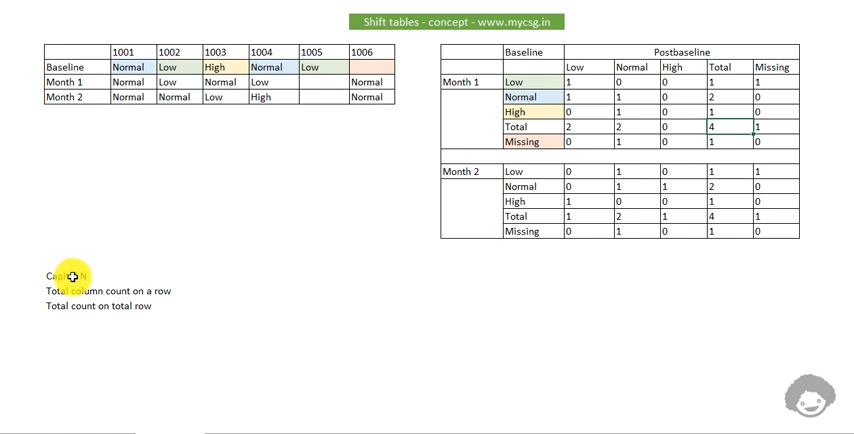 Shift tables - concept - www.mycsg.in
1001 1002 1003 1004 1005 1006
Baseline Normal Low High Normal Low
Month 1 Normal Low Normal Low Normal
Month 2 Normal Normal Low High Normal
Baseline Postbaseline
Low Normal High Total Missing
Month 1 Low 1 0 0 1 1
Normal 1 1 0 2 0
High 0 1 0 1 0
Total 2 2 0 4 1
Missing 0 1 0 1 0
Month 2 Low 0 1 0 1 1
Normal 0 1 1 2 0
High 1 0 0 1 0
Total 1 2 1 4 1
Missing 0 1 0 1 0
Capital N
Total column count on a row
Total count on total row